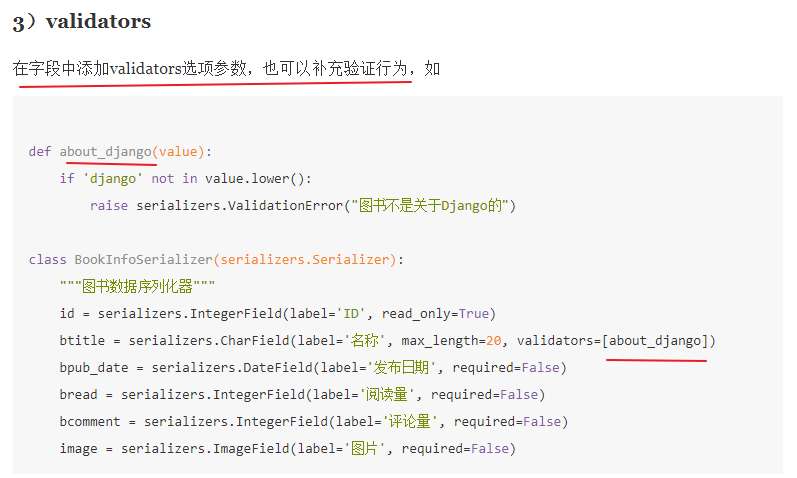 3）validators
在字段中添加validators选项参数，也可以补充验证行为，如
def about_django(value):
    if 'django' not in value.lower():
        raise serializers.ValidationError("图书不是关于Django的")
class BookInfoSerializer(serializers.Serializer):
    """图书数据序列化器"""
    id = serializers.IntegerField(label='ID', read_only=True)
    btitle = serializers.CharField(label='名称', max_length=20, validators=[about_django])
    bpub_date = serializers.DateField(label='发布日期', required=False)
    bread = serializers.IntegerField(label='阅读量', required=False)
    bcomment = serializers.IntegerField(label='评论量', required=False)
    image = serializers.ImageField(label='图片', required=False)